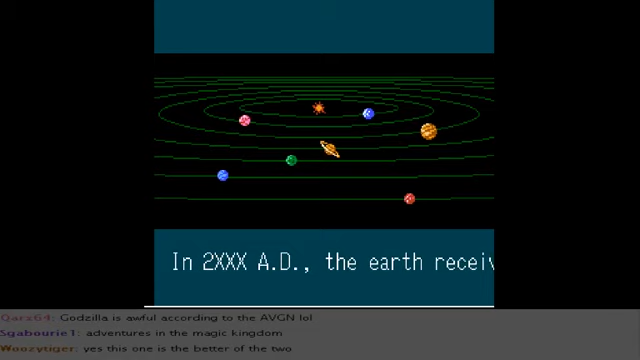 In 2XXX A.D., the earth receiv
Qarx64: Godzilla is awful according to the AVGN lol
Sgabourie1: adventures in the magic kingdom
Woozytiger: yes this one is the better of the two